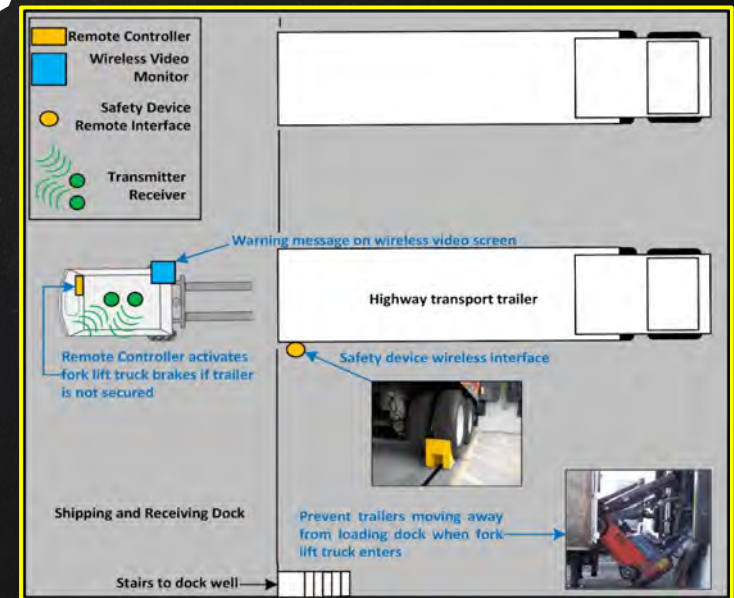 Remote Controller
Wireless Video
Monitor
Safety Device
Remote Interface
Transmitter
Receiver
Warning message on wireless video screen
Highway transport trailer
Remote Controller activates
fork lift truck brakes if trailer
is not secured
Safety device wireless interface
Shipping and Receiving Dock
Prevent trailers moving away
from loading dock when fork
lift truck enters
Stairs to dock well